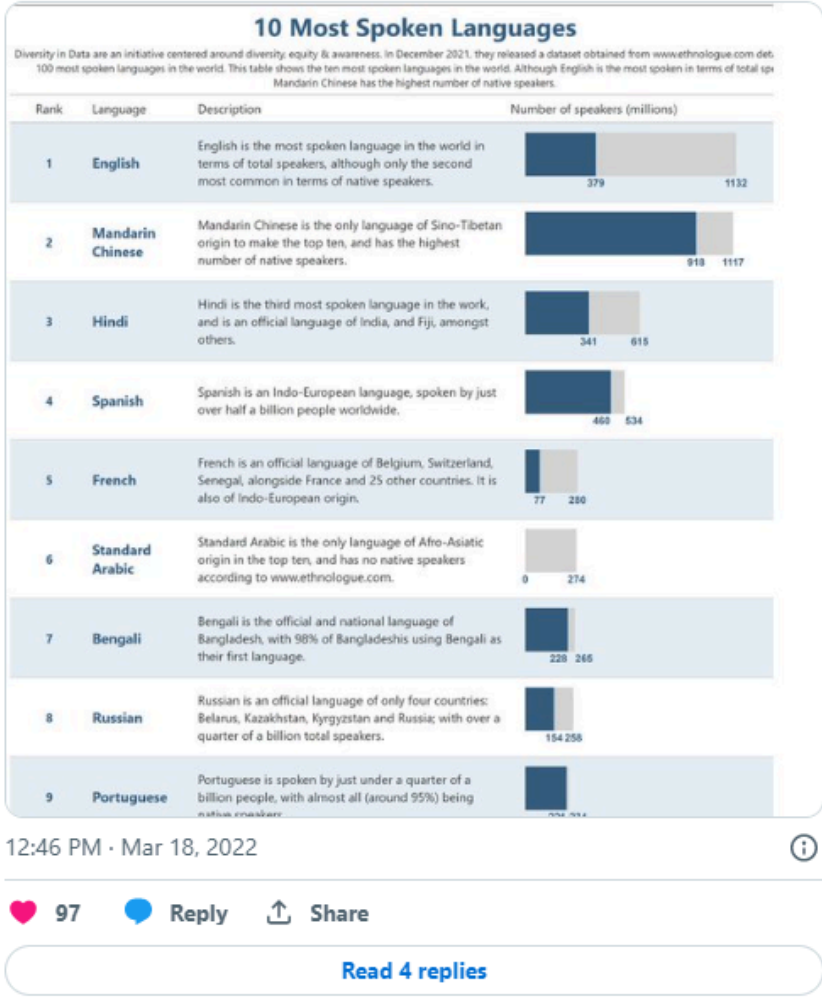 10 Most Spoken Languages
Diversity in Data are an initiative centered around diversity, equity & awareness. In December 2021, they released a dataset obtained from www.ethnologue.com
100 most spoken languages in the world. This table shows the ten most spoken languages in the world. Although English is the most spoken in terms of total
Mandarin Chinese has the highest number of native speakers.
Rank Language Description Number of speakers (millions)
English is the most spoken language in the world in
1 English terms of total speakers, although only the second
most common in terms of native speakers.
379 1132
Mandarin Chinese is the only language of Sino-Tibetan
2 Mandarin Chinese origin to make the top ten, and has the highest
number of native speakers.
918 1117
Hindi is the third most spoken language in the work,
3 Hindi and is an official language of India, and Fiji, amongst
others.
341 615
4 Spanish Spanish is an Indo-European language, spoken by just
over half a billion people worldwide.
460 534
French is an official language of Belgium, Switzerland,
5 French Senegal, alongside France and 25 other countries. It is
also of Indo-European origin.
77 280
Standard Arabic is the only language of Afro-Asiatic
6 Standard Arabic origin in the top ten, and has no native speakers
according to www.ethnologue.com.
0 274
Bengali is the official and national language of
7 Bengali Bangladesh, with 98% of Bangladeshis using Bengali as
their first language.
228 265
Russian is an official language of only four countries:
8 Russian Belarus, Kazakhstan, Kyrgyzstan and Russia; with over a
quarter of a billion total speakers.
154 258
Portuguese is spoken by just under a quarter of a
9 Portuguese billion people, with almost all (around 95%) being
native speakers
12:46 PM · Mar 18, 2022
97 Reply Share
Read 4 replies